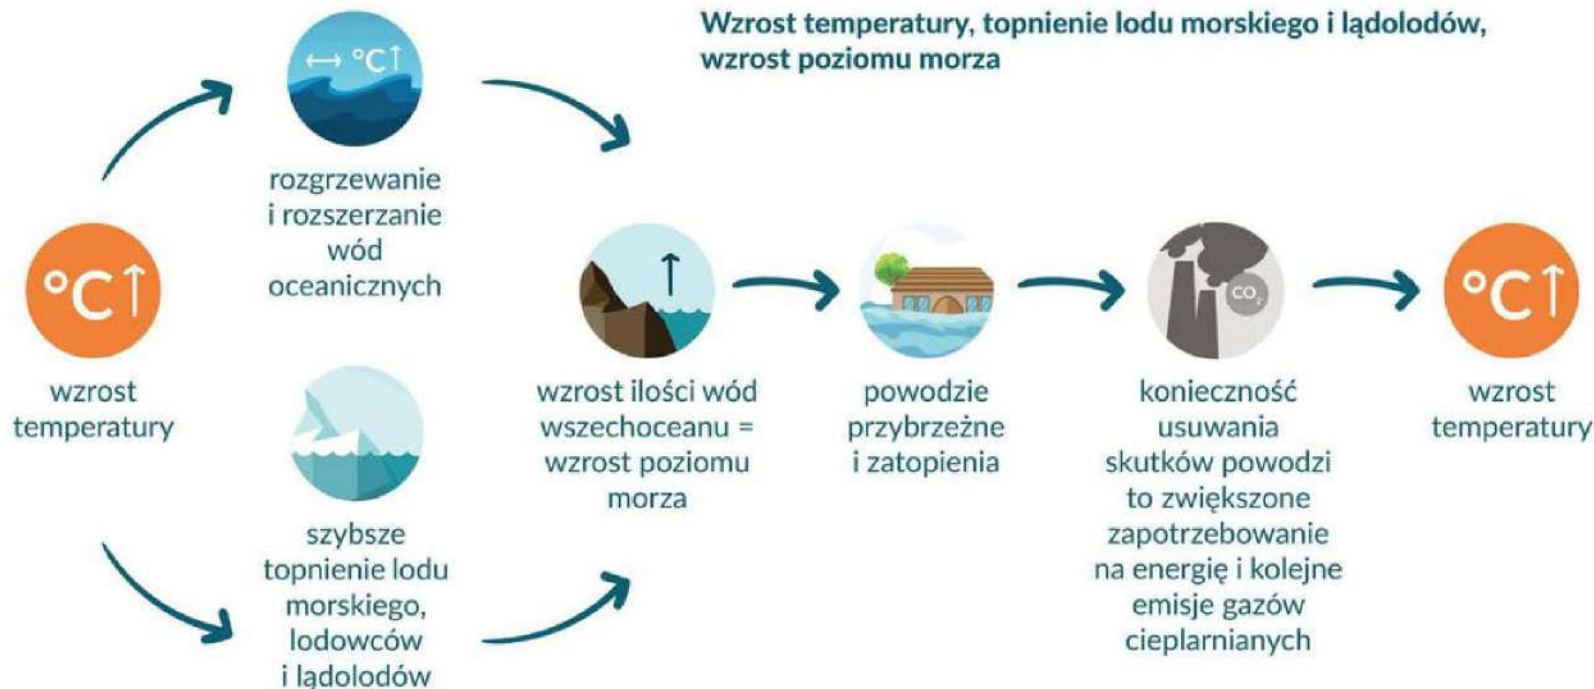 Wzrost temperatury, topnienie lodu morskiego i lądolodów,
wzrost poziomu morza
°C↑
wzrost
temperatury
↔ °C↑
rozgrzewanie
i rozszerzanie
wód
oceanicznych
szybsze
topnienie lodu
morskiego,
lodowców
i lądolodów
wzrost ilości wód
wszechoceanu =
wzrost poziomu
morza
powodzie
przybrzeżne
i zatopienia
CO₂
konieczność
usuwania
skutków powodzi
to zwiększone
zapotrzebowanie
na energię i kolejne
emisje gazów
cieplarnianych
°C↑
wzrost
temperatury